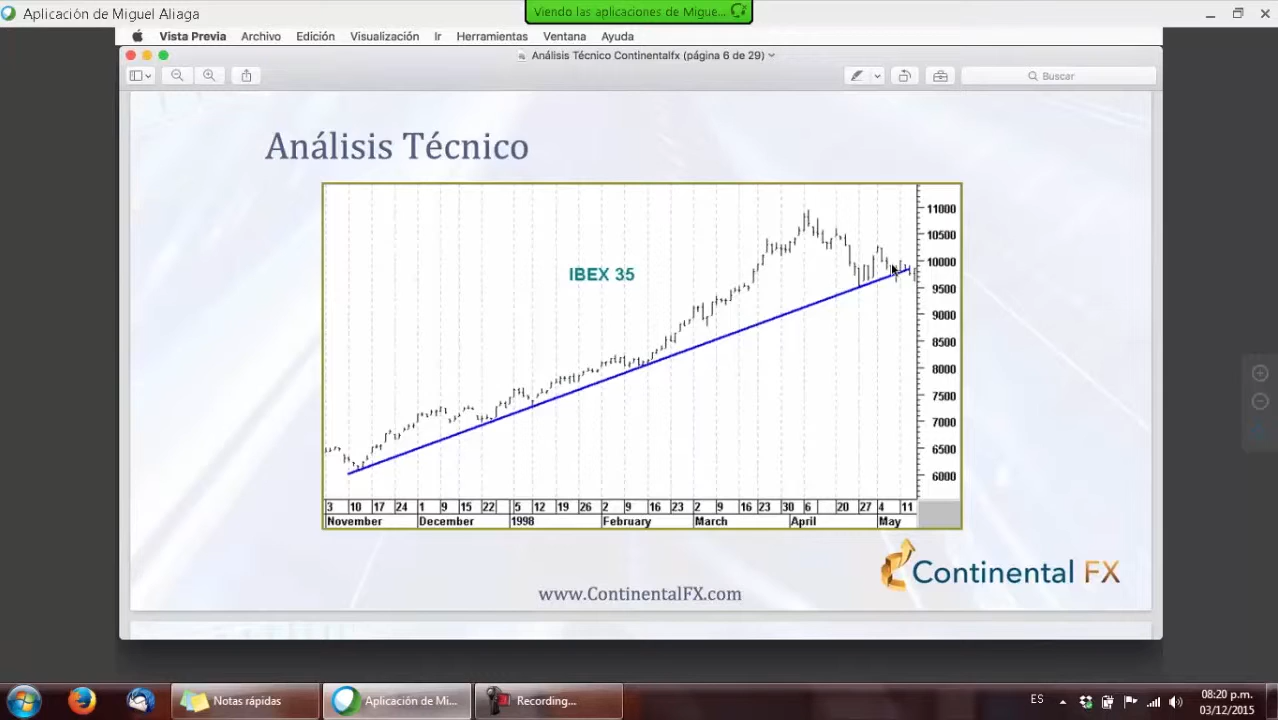 Aplicación de Miguel Aliaga
Viendo las aplicaciones de Migue...
Vista Previa Archivo Edición Visualización Ir Herramientas Ventana Ayuda
Análisis Técnico Continentalfx (página 6 de 29)
Buscar
Análisis Técnico
IBEX 35
11000
10500
10000
9500
9000
8500
8000
7500
7000
6500
6000
3 10 17 24 1 9 15 22 5 12 19 26 2 9 16 23 2 9 16 23 30 6 20 27 4 11
November December 1998 February March April May
Continental FX
www.ContinentalFX.com
Notas rápidas
Aplicación de Mi...
Recording...
ES
08:20 p.m.
03/12/2015